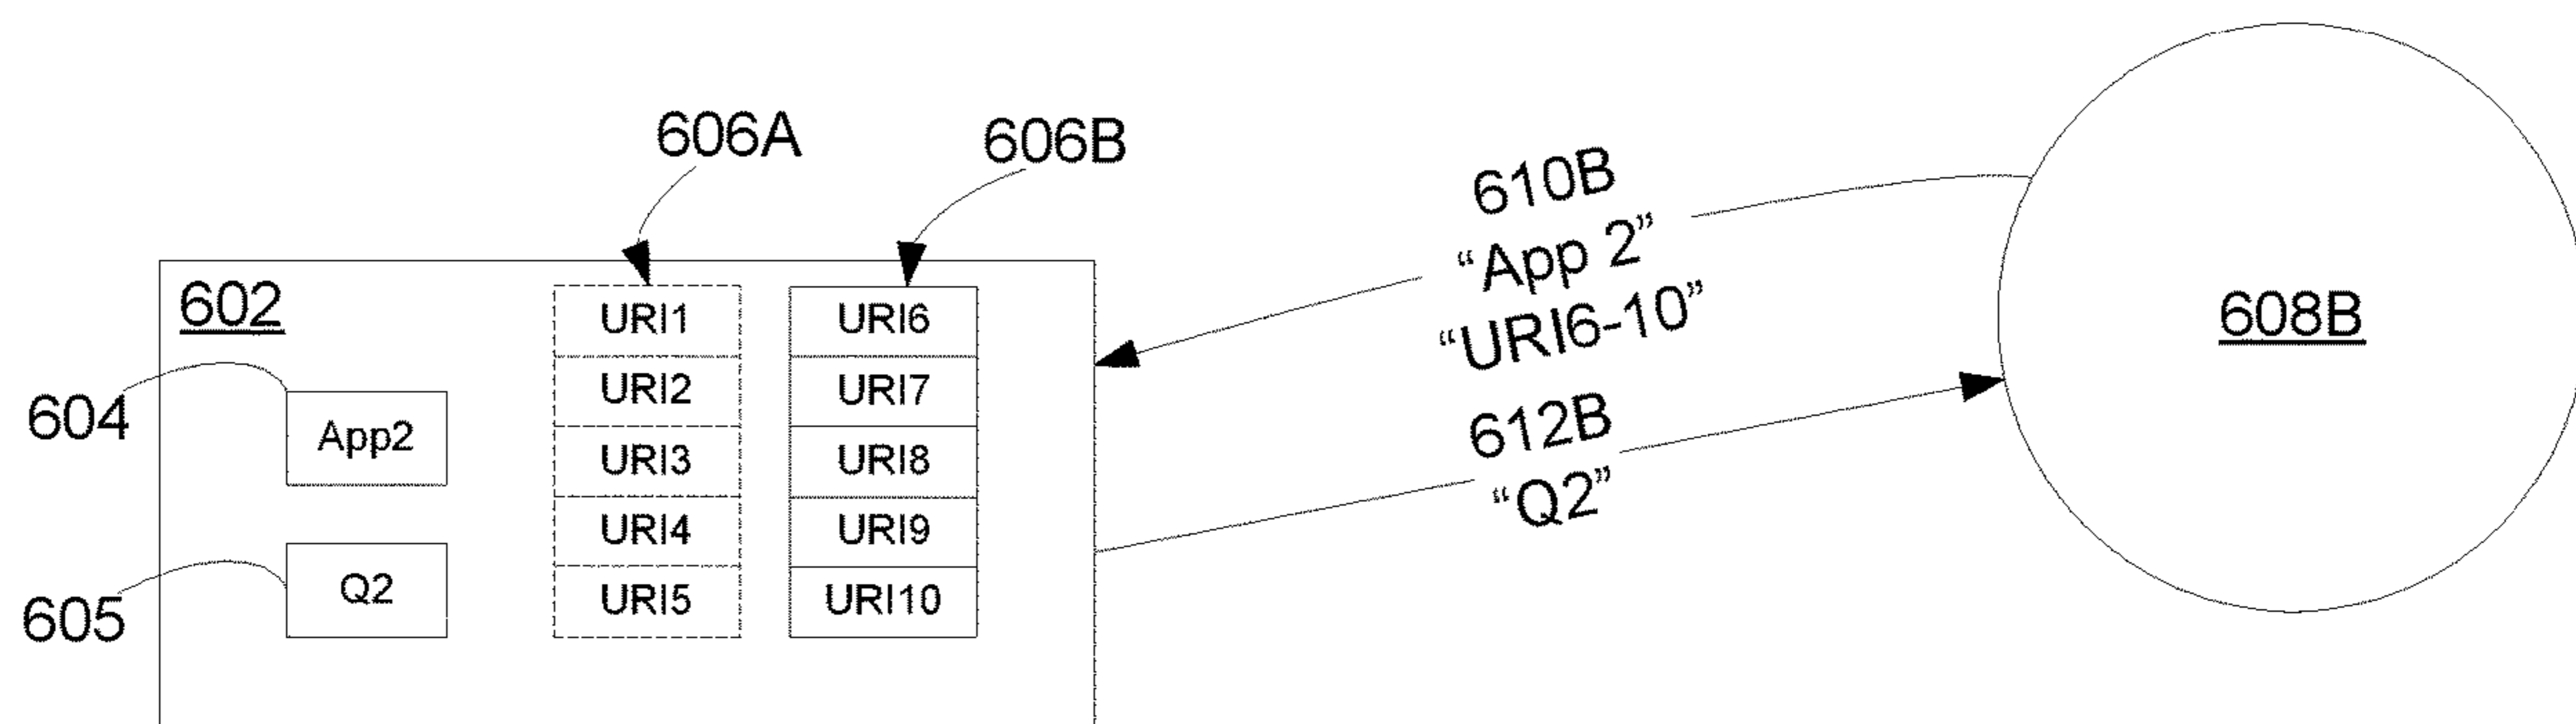 606A
606B
610B
“App 2”
“URI6-10”
602
608B
URI1
URI6
URI2
URI7
604
App2
612B
“Q2”
URI3
URI8
URI4
URI9
605
Q2
URI5
URI10